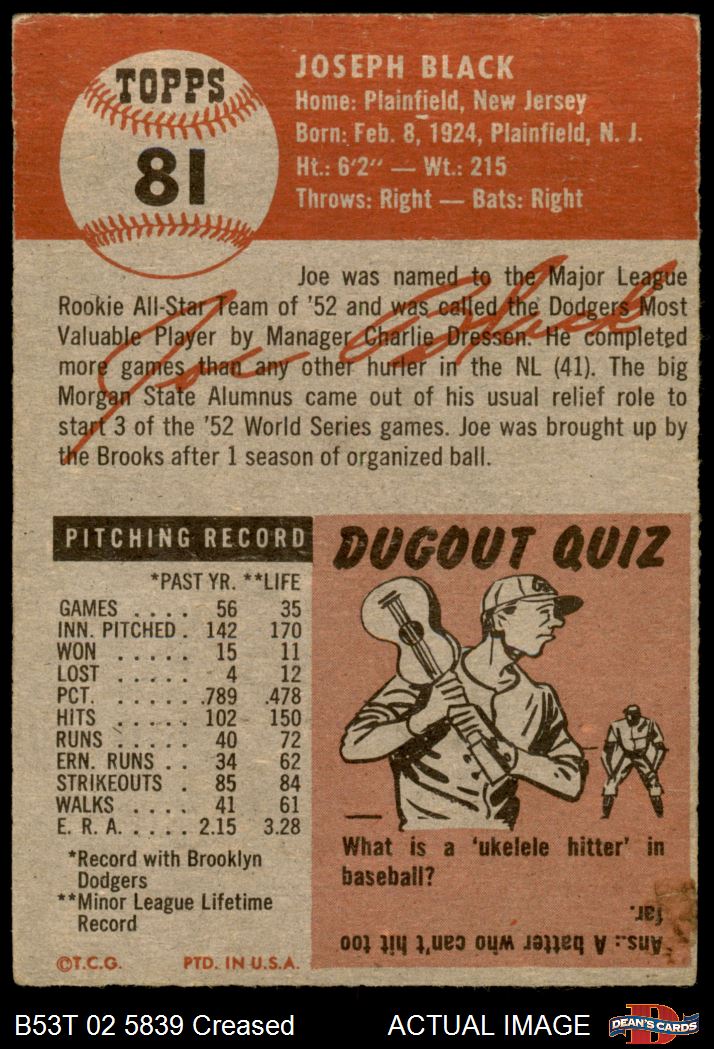 TOPPS
81
JOSEPH BLACK
Home: Plainfield, New Jersey
Born: Feb. 8, 1924, Plainfield, N. J.
Ht.: 6'2" — Wt.: 215
Throws: Right — Bats: Right
Joe was named to the Major League
Rookie All-Star Team of '52 and was called the Dodgers Most
Valuable Player by Manager Charlie Dressen. He completed
more games than any other hurler in the NL (41). The big
Morgan State Alumnus came out of his usual relief role to
start 3 of the '52 World Series games. Joe was brought up by
the Brooks after 1 season of organized ball.
Joe Black
PITCHING RECORD
*PAST YR. **LIFE
GAMES . . . . 56 35
INN. PITCHED . 142 170
WON . . . . . 15 11
LOST . . . . . 4 12
PCT. . . . . . .789 .478
HITS . . . . . 102 150
RUNS . . . . . 40 72
ERN. RUNS . . 34 62
STRIKEOUTS . . 85 84
WALKS . . . . 41 61
E. R. A. . . . . 2.15 3.28
*Record with Brooklyn
Dodgers
**Minor League Lifetime
Record
©T.C.G. PTD. IN U.S.A.
DUGOUT QUIZ
What is a 'ukelele hitter' in
baseball?
Ans.: A batter who can't hit too
far.
B53T 02 5839 Creased
ACTUAL IMAGE
DEAN'S CARDS